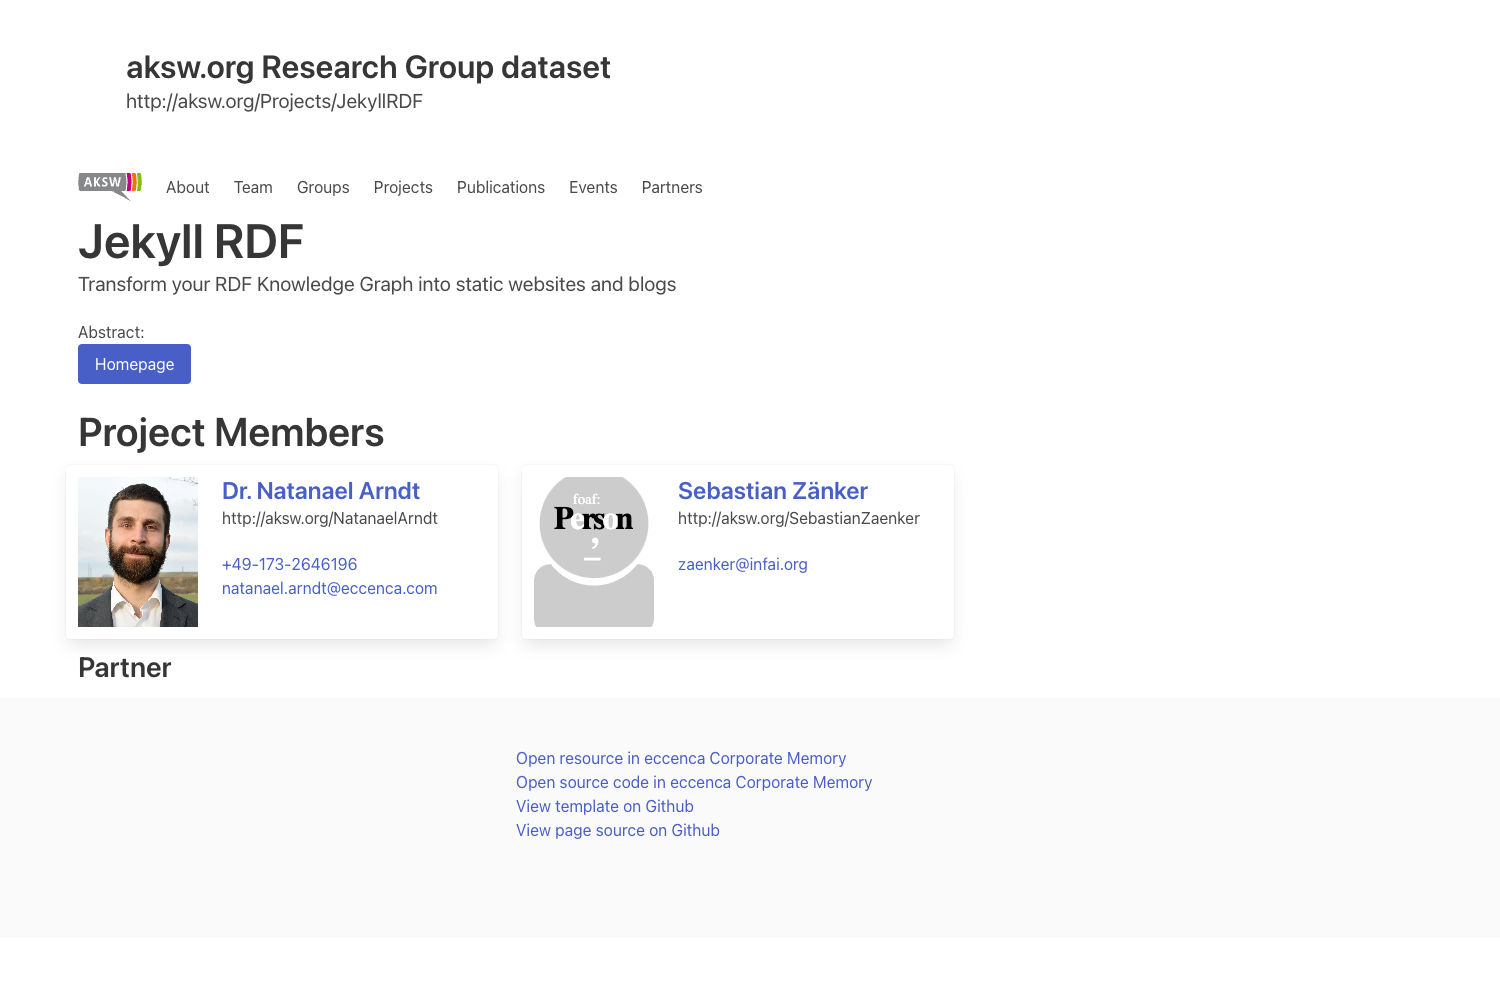 aksw.org Research Group dataset
http://aksw.org/Projects/JekyllRDF
AKSW
About Team Groups Projects Publications Events Partners
Jekyll RDF
Transform your RDF Knowledge Graph into static websites and blogs
Abstract:
Homepage
Project Members
Dr. Natanael Arndt
http://aksw.org/NatanaelArndt
+49-173-2646196
natanael.arndt@eccenca.com
foaf:
Person
Sebastian Zänker
http://aksw.org/SebastianZaenker
zaenker@infai.org
Partner
Open resource in eccenca Corporate Memory
Open source code in eccenca Corporate Memory
View template on Github
View page source on Github